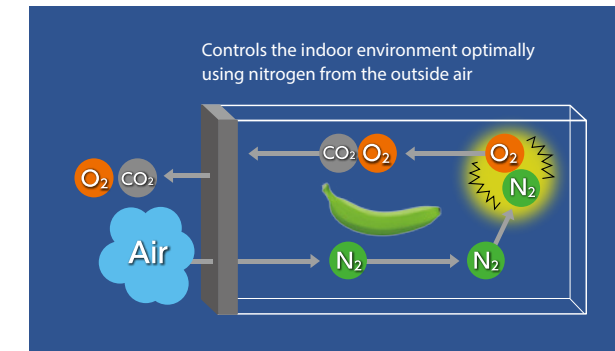 Controls the indoor environment optimally
using nitrogen from the outside air
CO₂ O₂ O₂
O₂ CO₂
N₂
Air N₂ N₂